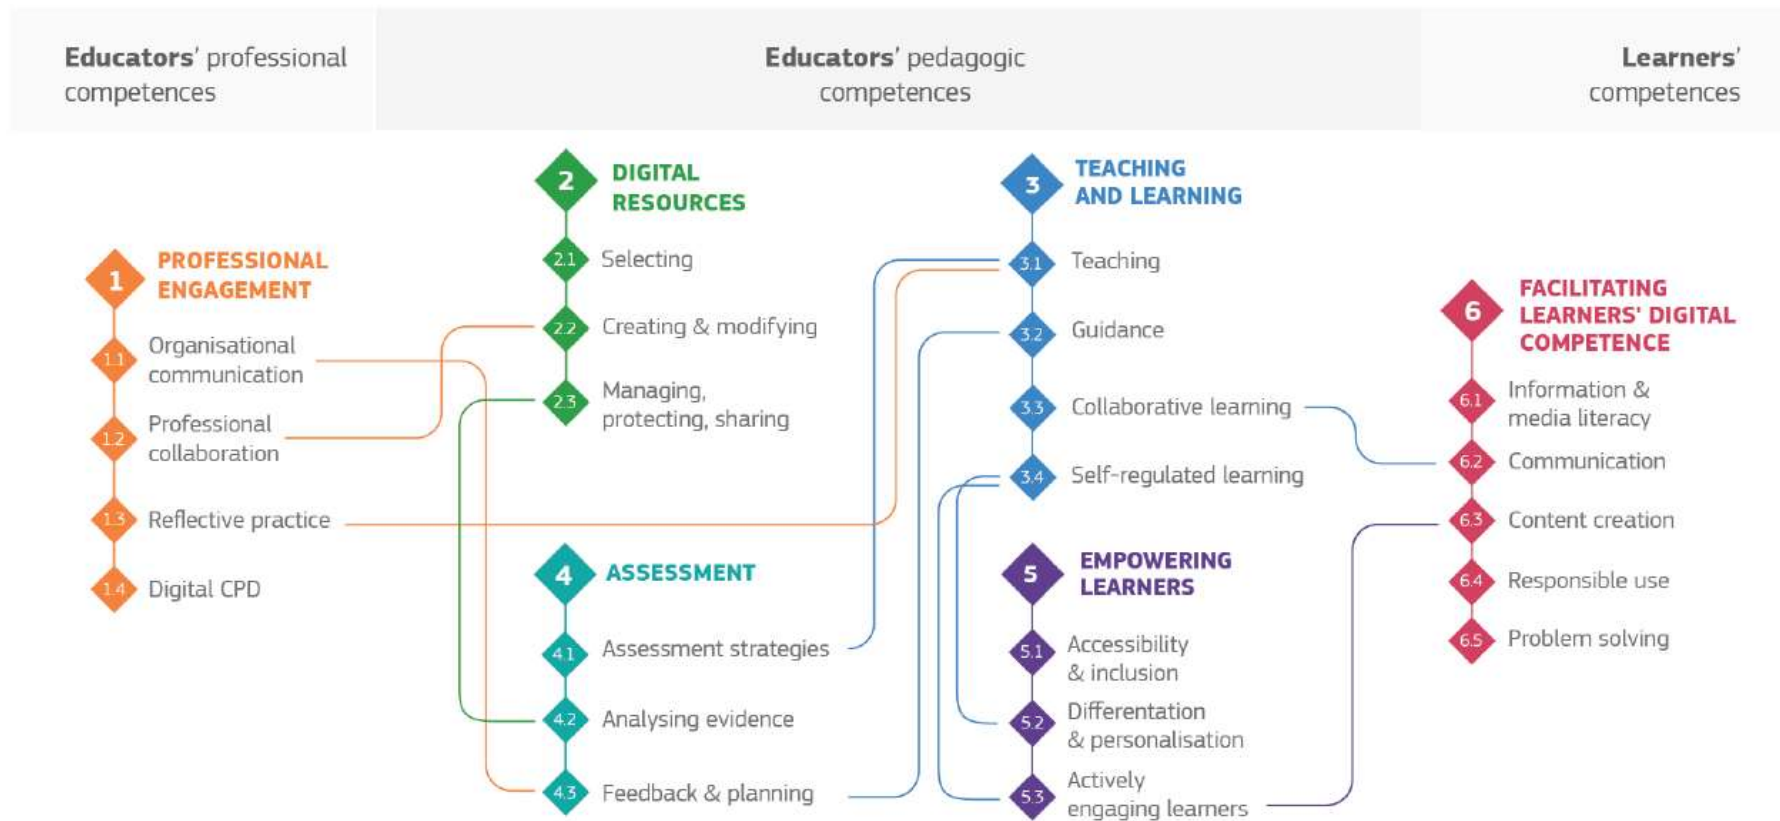 Educators' professional
competences
Educators' pedagogic
competences
Learners'
competences
1
PROFESSIONAL
ENGAGEMENT
1.1
Organisational
communication
1.2
Professional
collaboration
1.3
Reflective practice
1.4
Digital CPD
2
DIGITAL
RESOURCES
2.1
Selecting
2.2
Creating & modifying
2.3
Managing,
protecting, sharing
3
TEACHING
AND LEARNING
3.1
Teaching
3.2
Guidance
3.3
Collaborative learning
3.4
Self-regulated learning
4
ASSESSMENT
4.1
Assessment strategies
4.2
Analysing evidence
4.3
Feedback & planning
5
EMPOWERING
LEARNERS
5.1
Accessibility
& inclusion
5.2
Differentation
& personalisation
5.3
Actively
engaging learners
6
FACILITATING
LEARNERS' DIGITAL
COMPETENCE
6.1
Information &
media literacy
6.2
Communication
6.3
Content creation
6.4
Responsible use
6.5
Problem solving